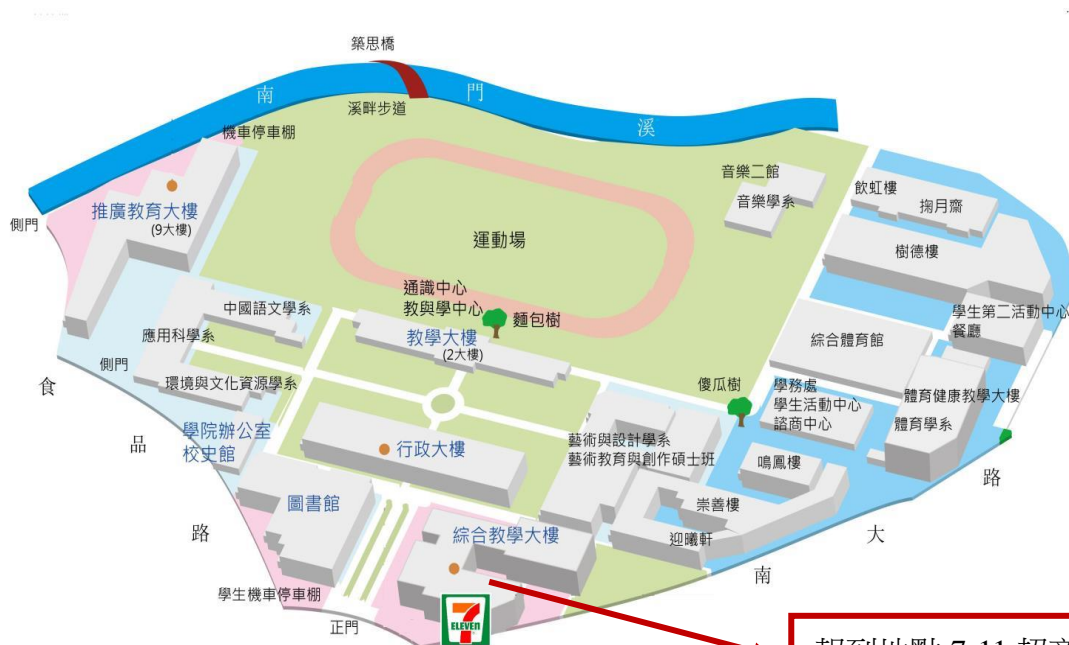 築思橋
南
門
溪
溪畔步道
機車停車棚
側門
推廣教育大樓
(9大樓)
音樂二館
音樂學系
飲虹樓
掬月齋
樹德樓
運動場
通識中心
教與學中心
麵包樹
教學大樓
(2大樓)
中國語文學系
應用科學系
側門
環境與文化資源學系
食
品
路
學院辦公室
校史館
行政大樓
圖書館
學生第二活動中心
餐廳
綜合體育館
傻瓜樹
學務處
學生活動中心
諮商中心
體育健康教學大樓
體育學系
藝術與設計學系
藝術教育與創作碩士班
鳴鳳樓
崇善樓
迎曦軒
綜合教學大樓
學生機車停車棚
正門
7
ELEVEN
南
大
路